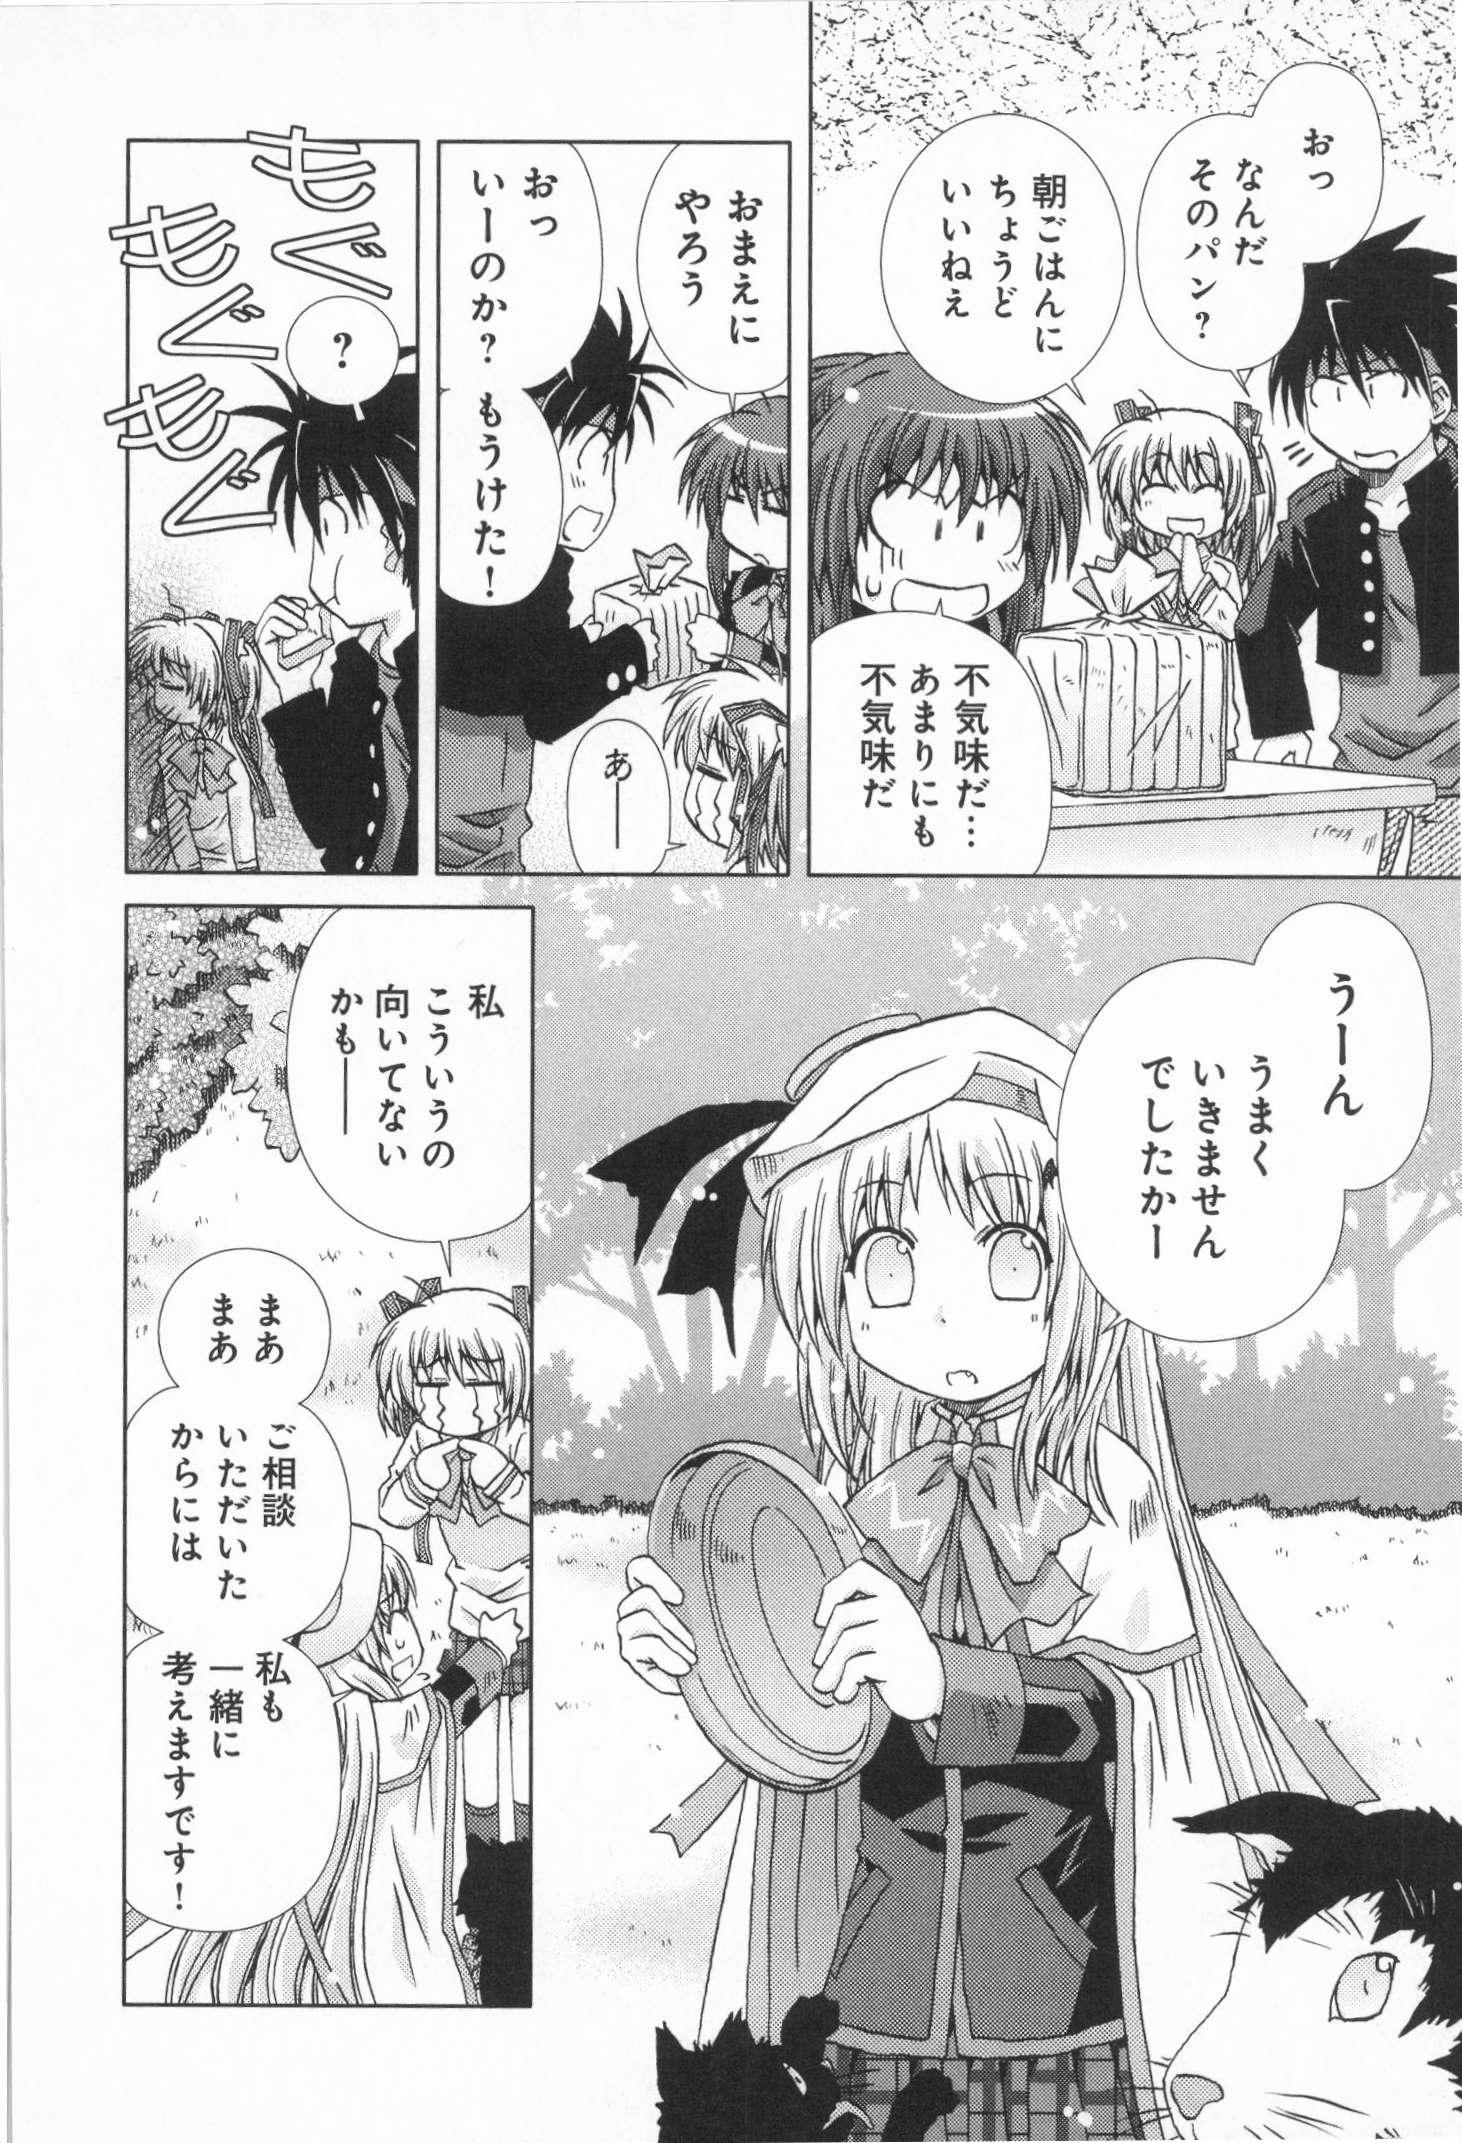 おっ
なんだ
そのパン？
朝ごはんに
ちょうど
いいねえ
不気味だ…
あまりにも
不気味だ
おまえに
やろう
おっ
いーのか？もうけた！
あ——
もぐ
もぐ
もぐ
？
うーん
うまく
いきません
でしたかー
私
こういうの
向いてない
かも——
まあ
まあ
ご相談
いただいた
からには
私も
一緒に
考えますです！